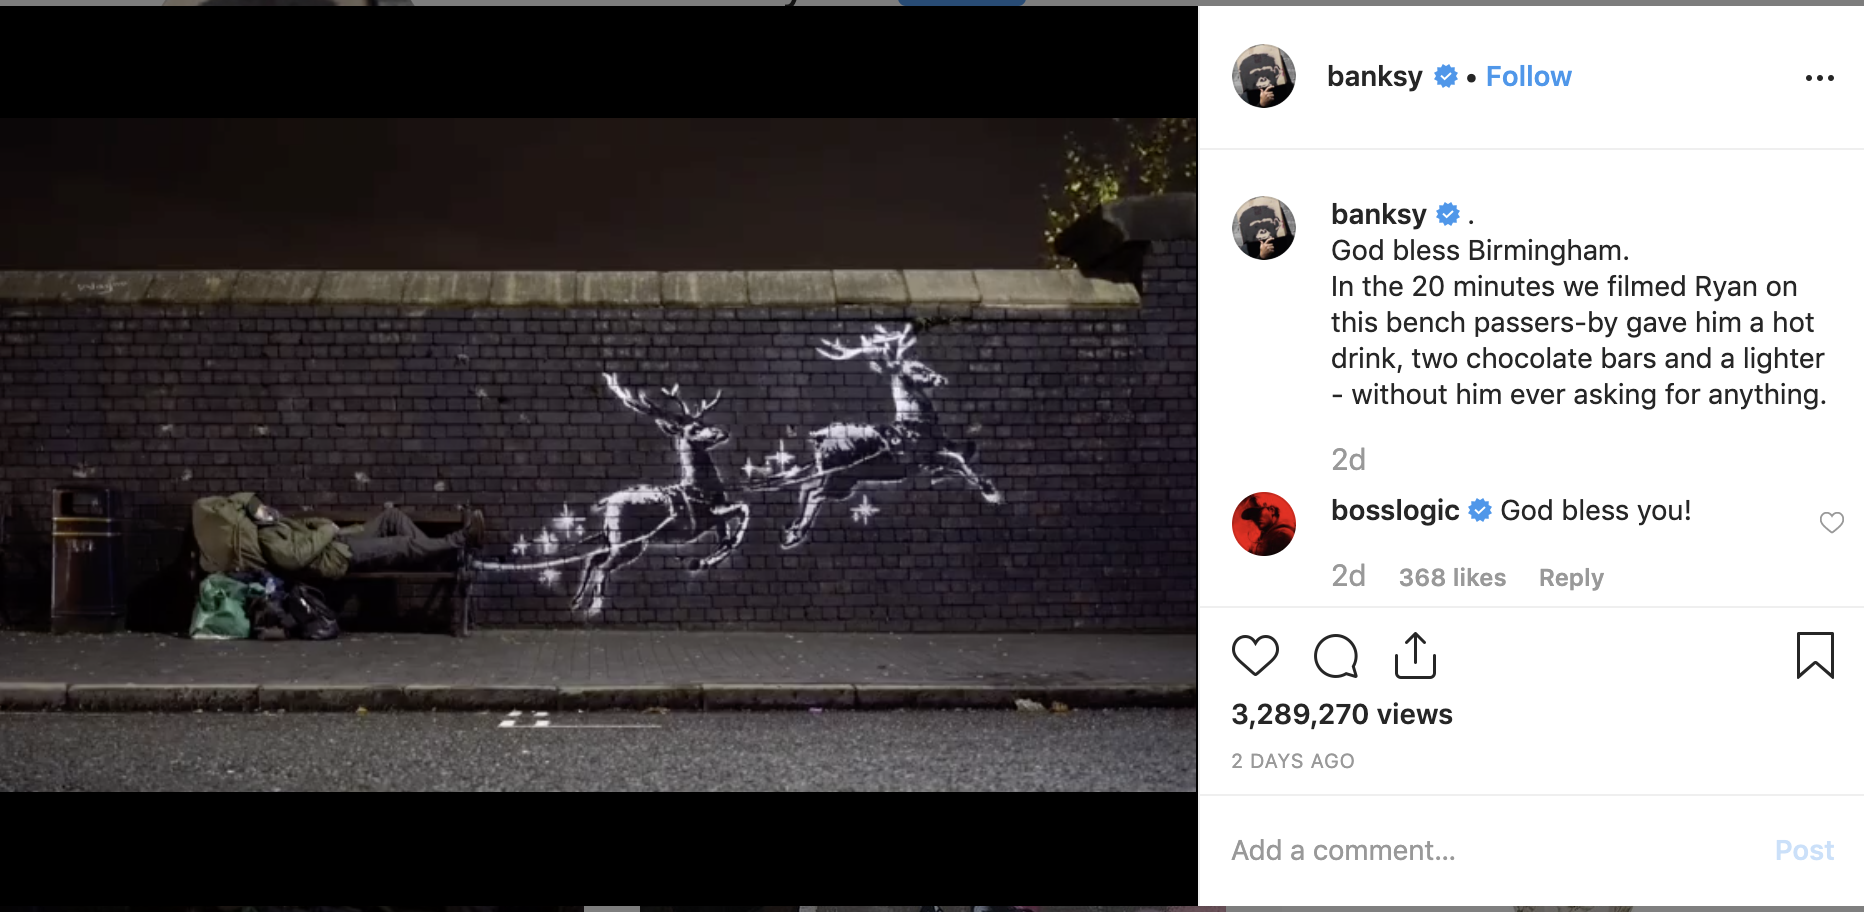 banksy • Follow
banksy .
God bless Birmingham.
In the 20 minutes we filmed Ryan on
this bench passers-by gave him a hot
drink, two chocolate bars and a lighter
- without him ever asking for anything.
2d
bosslogic God bless you!
2d 368 likes Reply
3,289,270 views
2 DAYS AGO
Add a comment... Post